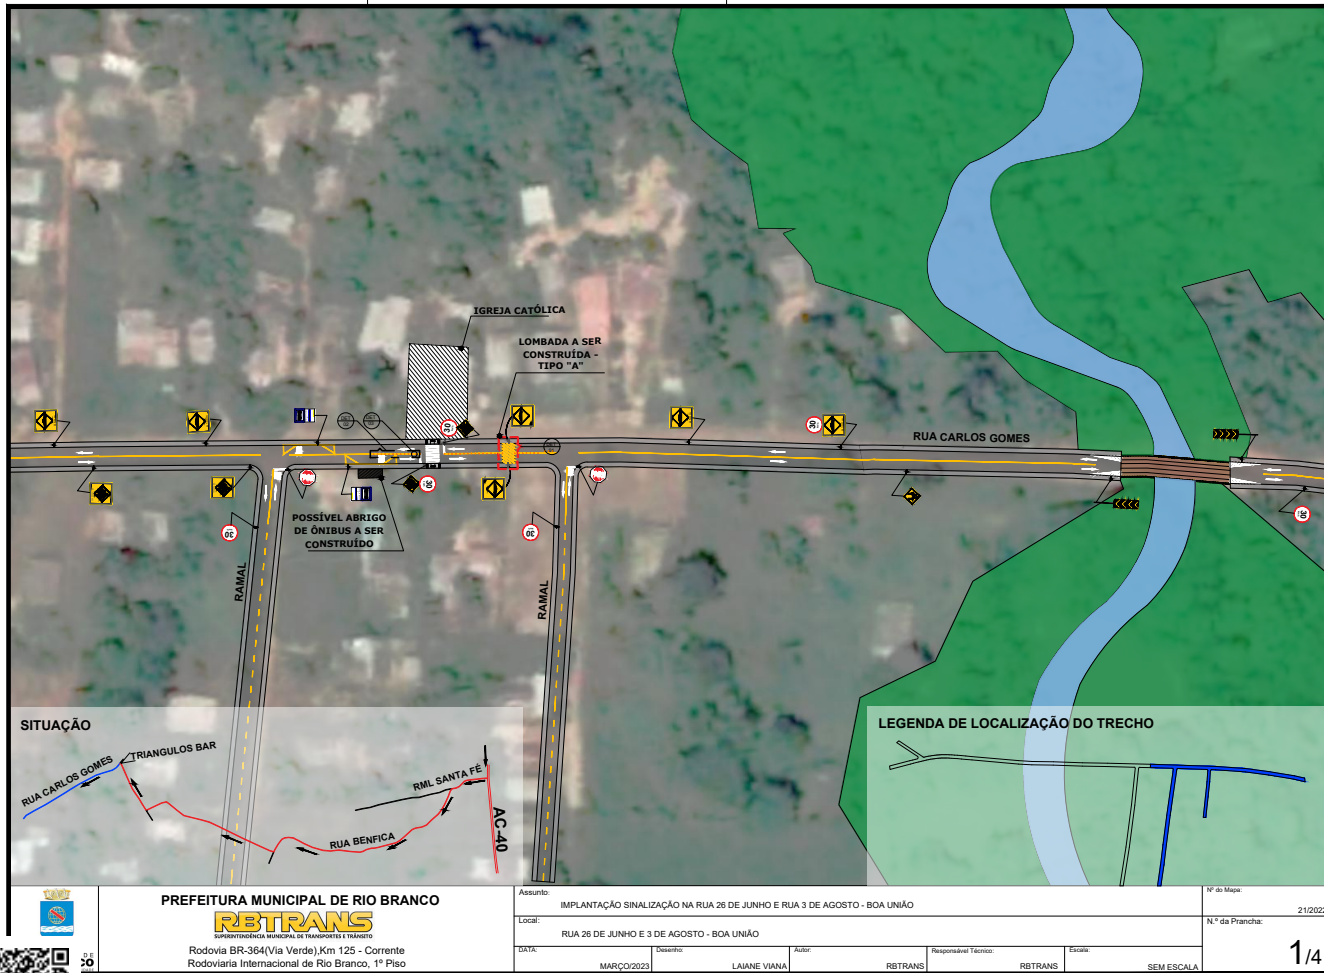 IGREJA CATÓLICA
LOMBADA A SER
CONSTRUÍDA -
TIPO "A"
RUA CARLOS GOMES
30
30
30
30
30
30
POSSÍVEL ABRIGO
DE ÔNIBUS A SER
CONSTRUÍDO
RAMAL
RAMAL
SITUAÇÃO
RUA CARLOS GOMES
TRIANGULOS BAR
RML SANTA FÉ
RUA BENFICA
AC-40
LEGENDA DE LOCALIZAÇÃO DO TRECHO
PREFEITURA MUNICIPAL DE RIO BRANCO
RBTRANS
SUPERINTENDÊNCIA MUNICIPAL DE TRANSPORTES E TRÂNSITO
Rodovia BR-364(Via Verde),Km 125 - Corrente
Rodoviaria Internacional de Rio Branco, 1º Piso
Assunto:
IMPLANTAÇÃO SINALIZAÇÃO NA RUA 26 DE JUNHO E RUA 3 DE AGOSTO - BOA UNIÃO
Local:
RUA 26 DE JUNHO E 3 DE AGOSTO - BOA UNIÃO
DATA:
MARÇO/2023
Desenho:
LAIANE VIANA
Autor:
RBTRANS
Responsável Técnico:
RBTRANS
Escala:
SEM ESCALA
Nº do Mapa:
21/2022
N.º da Prancha:
1/4